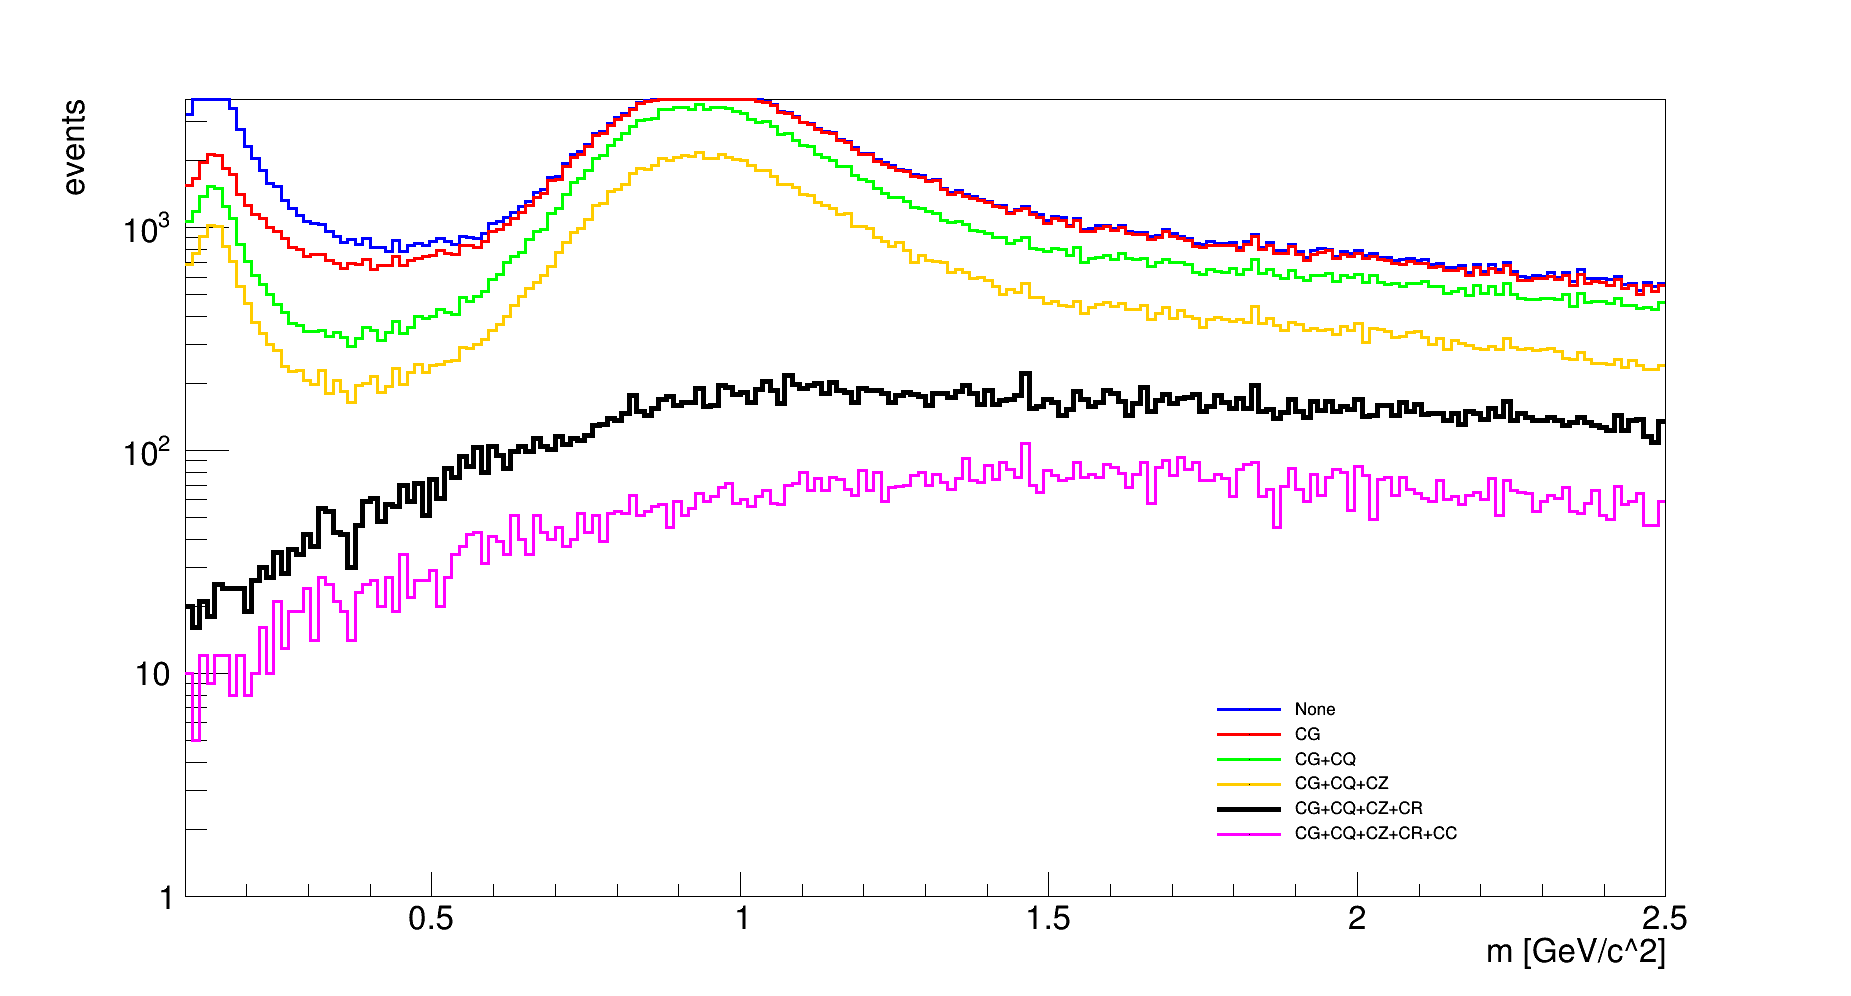 events
10^3
10^2
10
1
0.5
1
1.5
2
2.5
m [GeV/c^2]
None
CG
CG+CQ
CG+CQ+CZ
CG+CQ+CZ+CR
CG+CQ+CZ+CR+CC